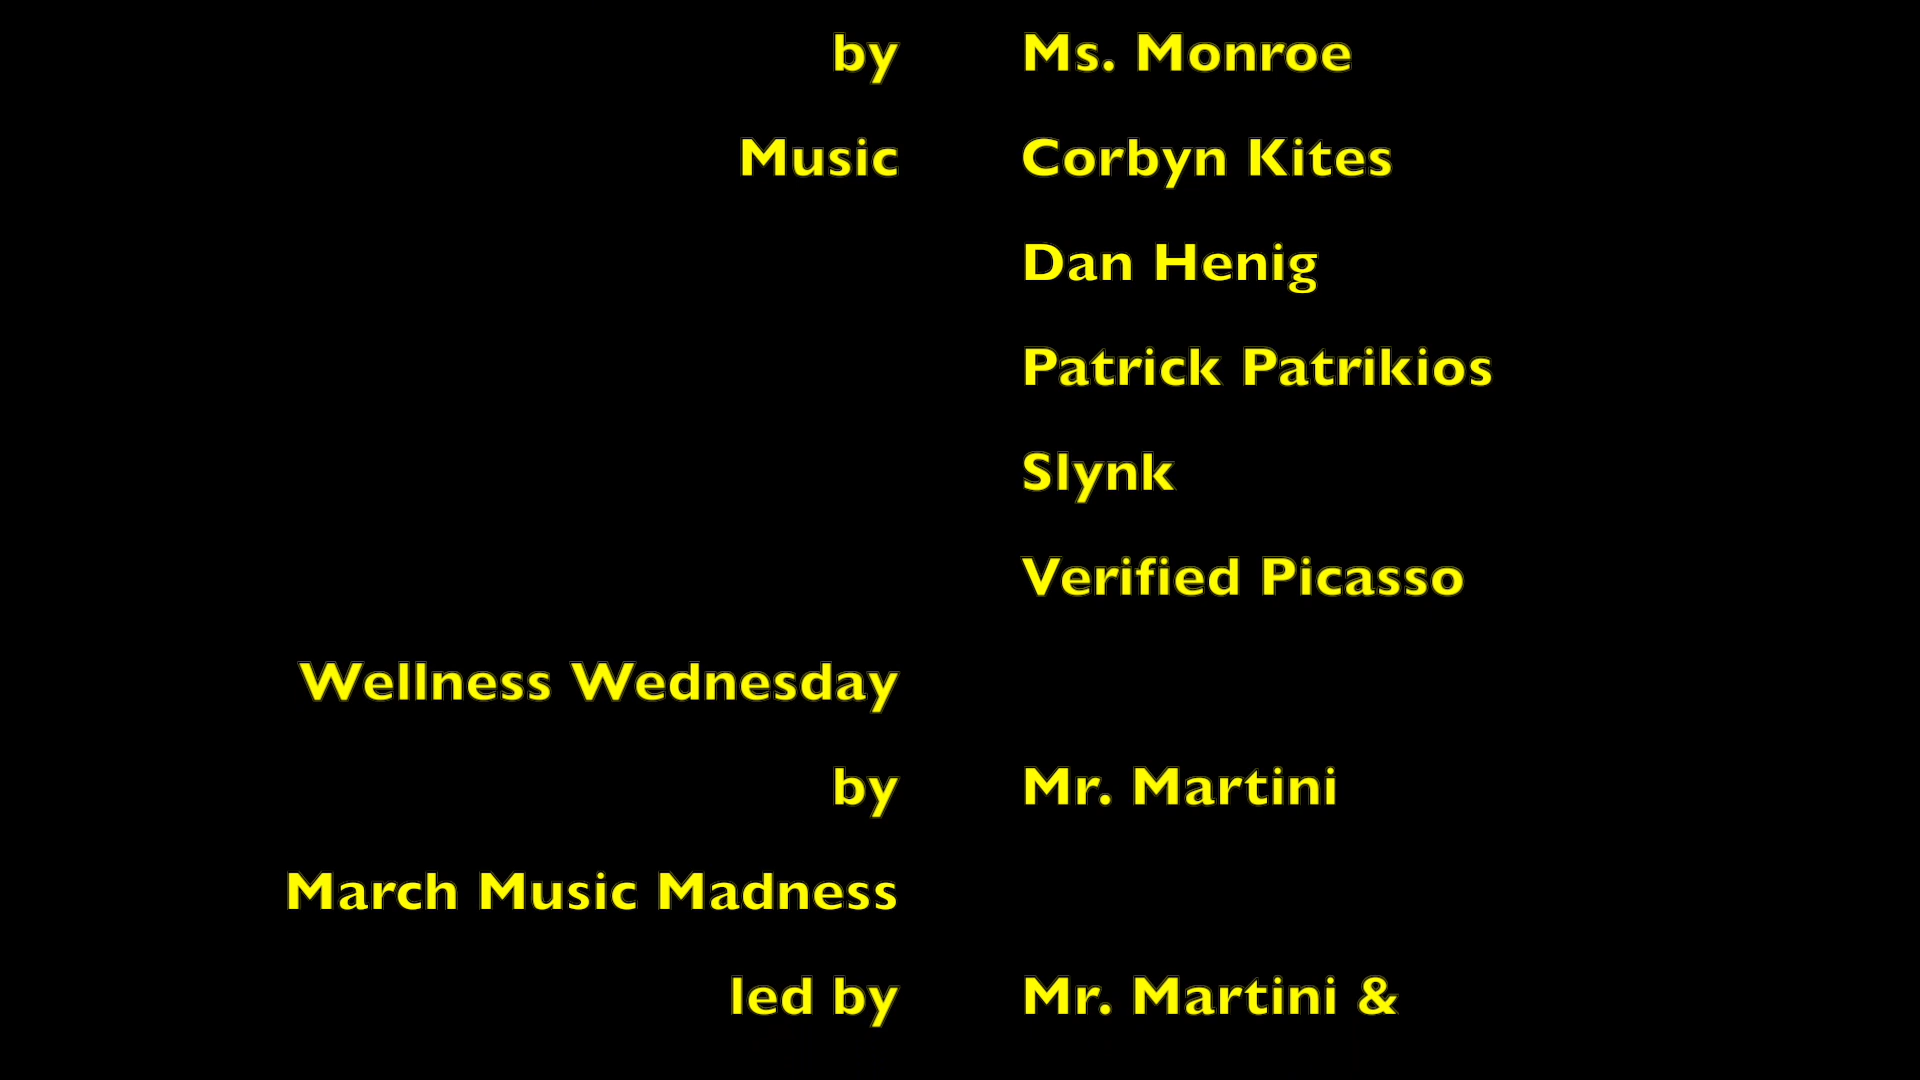 by Ms. Monroe
Music Corbyn Kites
Dan Henig
Patrick Patrikios
Slynk
Verified Picasso
Wellness Wednesday
by Mr. Martini
March Music Madness
led by Mr. Martini &